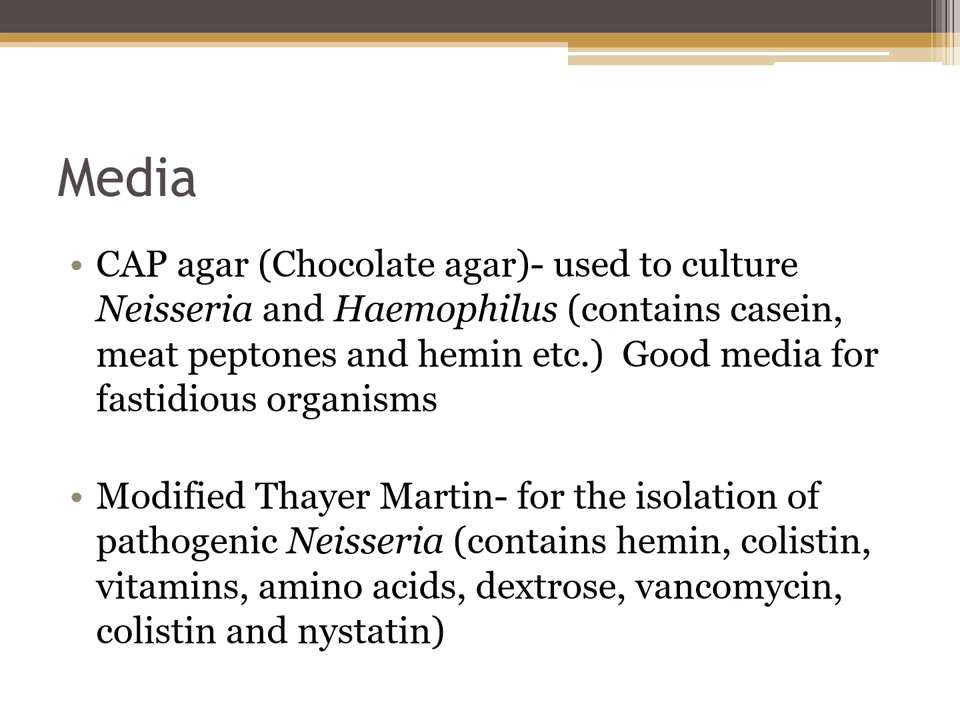 Media
• CAP agar (Chocolate agar)- used to culture
Neisseria and Haemophilus (contains casein,
meat peptones and hemin etc.)  Good media for
fastidious organisms
• Modified Thayer Martin- for the isolation of
pathogenic Neisseria (contains hemin, colistin,
vitamins, amino acids, dextrose, vancomycin,
colistin and nystatin)